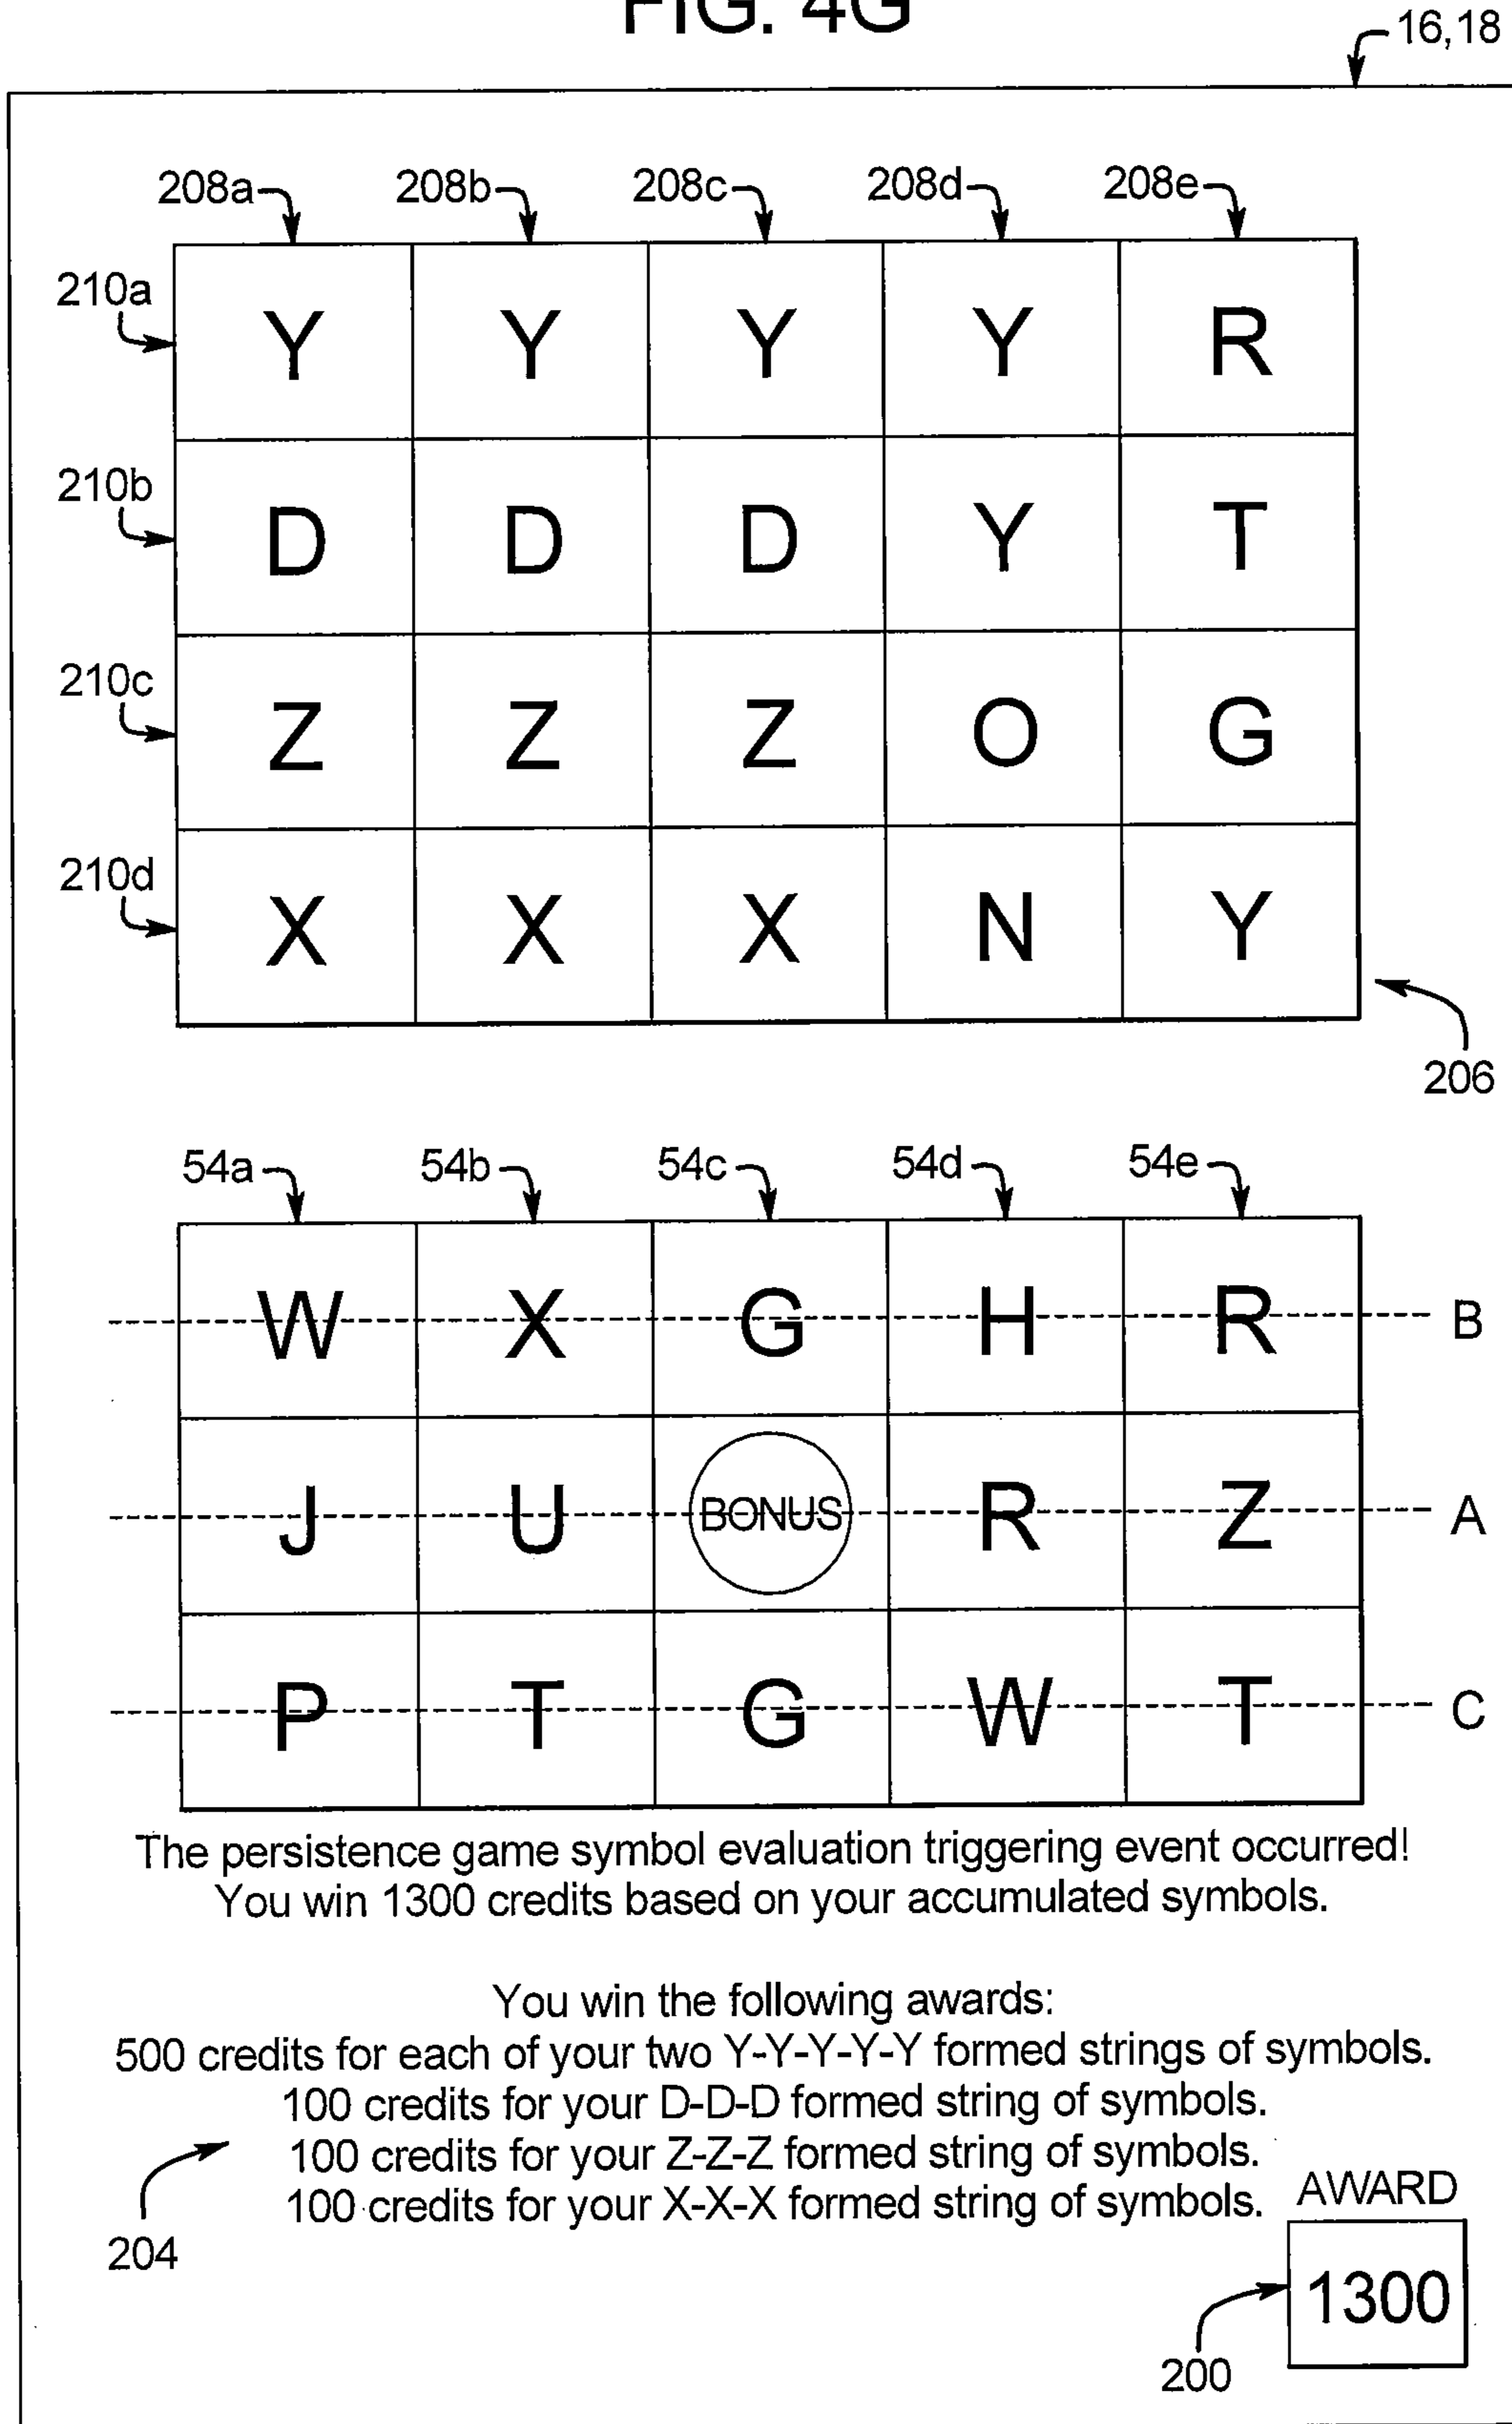 FIG. 4G
16,18
208a 208b 208c 208d 208e
210a Y Y Y Y R
210b D D D Y T
210c Z Z Z O G
210d X X X N Y
206
54a 54b 54c 54d 54e
W X G H R B
J U BONUS R Z A
P T G W T C
The persistence game symbol evaluation triggering event occurred!
You win 1300 credits based on your accumulated symbols.
You win the following awards:
500 credits for each of your two Y-Y-Y-Y-Y formed strings of symbols.
100 credits for your D-D-D formed string of symbols.
100 credits for your Z-Z-Z formed string of symbols.
100 credits for your X-X-X formed string of symbols.
AWARD
204
1300
200